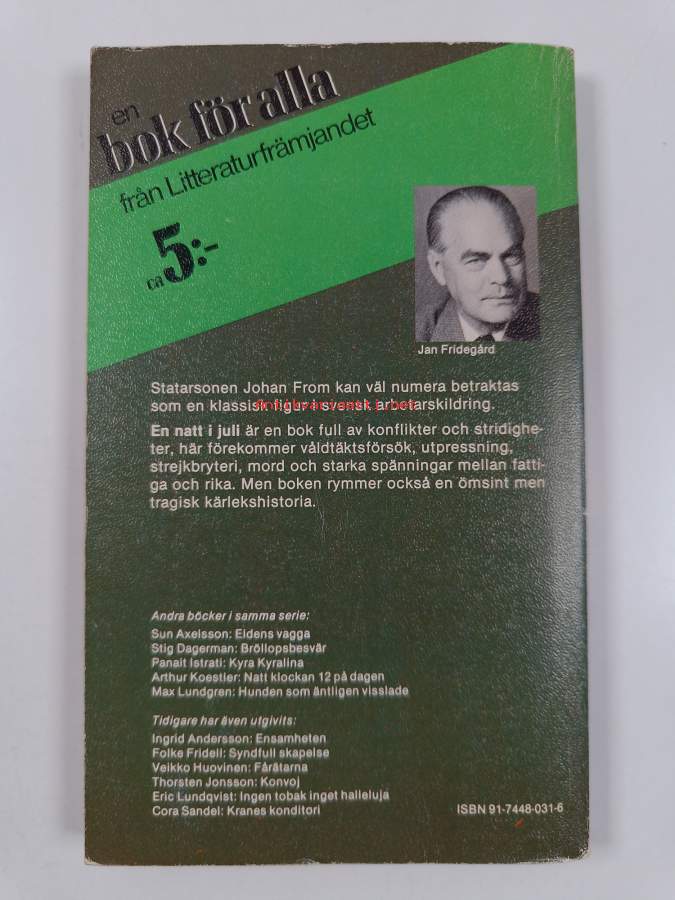 en
bok för alla
från Litteraturfrämjandet
ca 5:-
Jan Fridegård
Statarsonen Johan From kan väl numera betraktas
som en klassisk figur i svensk arbetarskildring.
En natt i juli är en bok full av konflikter och stridighe-
ter, här förekommer våldtäktsförsök, utpressning,
strejkbryteri, mord och starka spänningar mellan fatti-
ga och rika. Men boken rymmer också en ömsint men
tragisk kärlekshistoria.
Andra böcker i samma serie:
Sun Axelsson: Eldens vagga
Stig Dagerman: Bröllopsbesvär
Panait Istrati: Kyra Kyralina
Arthur Koestler: Natt klockan 12 på dagen
Max Lundgren: Hunden som äntligen visslade
Tidigare har även utgivits:
Ingrid Andersson: Ensamheten
Folke Fridell: Syndfull skapelse
Veikko Huovinen: Fårätarna
Thorsten Jonsson: Konvoj
Eric Lundqvist: Ingen tobak inget halleluja
Cora Sandel: Kranes konditori
ISBN 91-7448-031-6